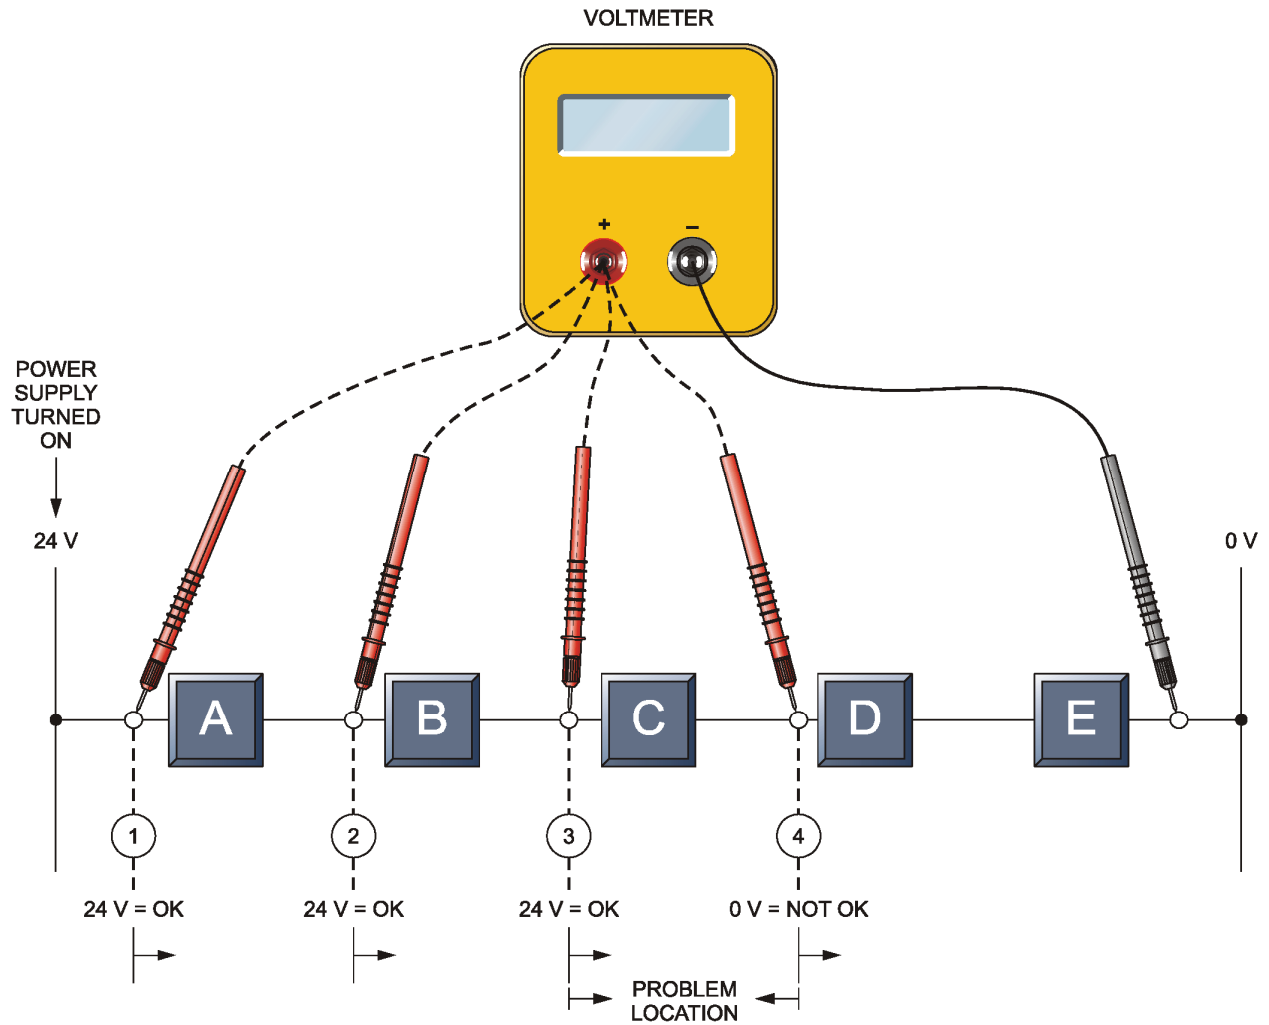 VOLTMETER
+ −
POWER
SUPPLY
TURNED
ON
24 V
0 V
A B C D E
1 2 3 4
24 V = OK 24 V = OK 24 V = OK 0 V = NOT OK
PROBLEM
LOCATION